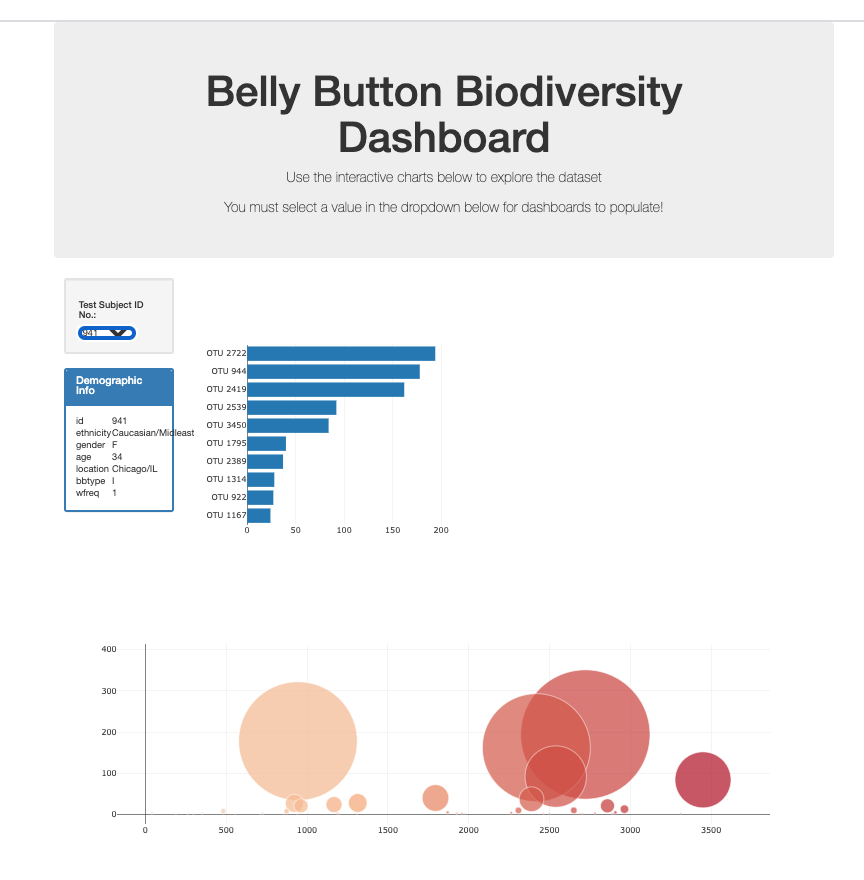 Belly Button Biodiversity
Dashboard
Use the interactive charts below to explore the dataset
You must select a value in the dropdown below for dashboards to populate!
Test Subject ID
No.:
941
Demographic
Info
id 941
ethnicity Caucasian/Midleast
gender F
age 34
location Chicago/IL
bbtype I
wfreq 1
OTU 2722
OTU 944
OTU 2419
OTU 2539
OTU 3450
OTU 1795
OTU 2389
OTU 1314
OTU 922
OTU 1167
0 50 100 150 200
400
300
200
100
0
0 500 1000 1500 2000 2500 3000 3500